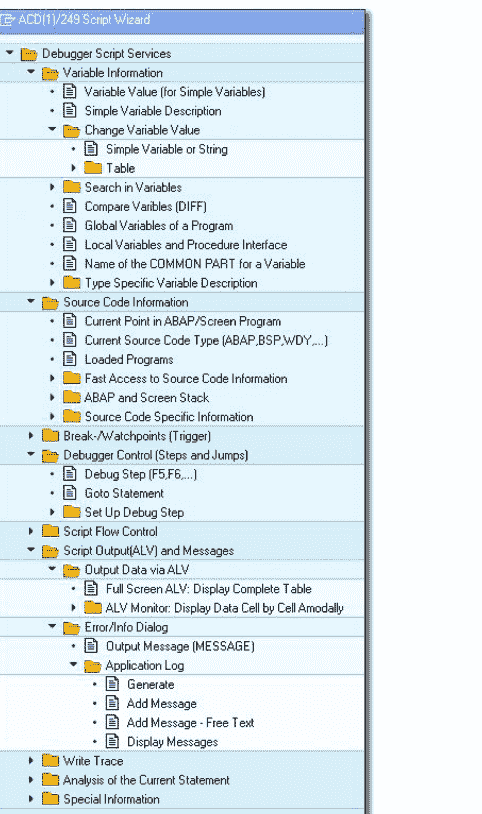 ACD(1)/249 Script Wizard
Debugger Script Services
Variable Information
Variable Value (for Simple Variables)
Simple Variable Description
Change Variable Value
Simple Variable or String
Table
Search in Variables
Compare Varibles (DIFF)
Global Variables of a Program
Local Variables and Procedure Interface
Name of the COMMON PART for a Variable
Type Specific Variable Description
Source Code Information
Current Point in ABAP/Screen Program
Current Source Code Type (ABAP,BSP,WDY,...)
Loaded Programs
Fast Access to Source Code Information
ABAP and Screen Stack
Source Code Specific Information
Break-/Watchpoints (Trigger)
Debugger Control (Steps and Jumps)
Debug Step (F5,F6,...)
Goto Statement
Set Up Debug Step
Script Flow Control
Script Output(ALV) and Messages
Output Data via ALV
Full Screen ALV: Display Complete Table
ALV Monitor: Display Data Cell by Cell Amodally
Error/Info Dialog
Output Message (MESSAGE)
Application Log
Generate
Add Message
Add Message - Free Text
Display Messages
Write Trace
Analysis of the Current Statement
Special Information